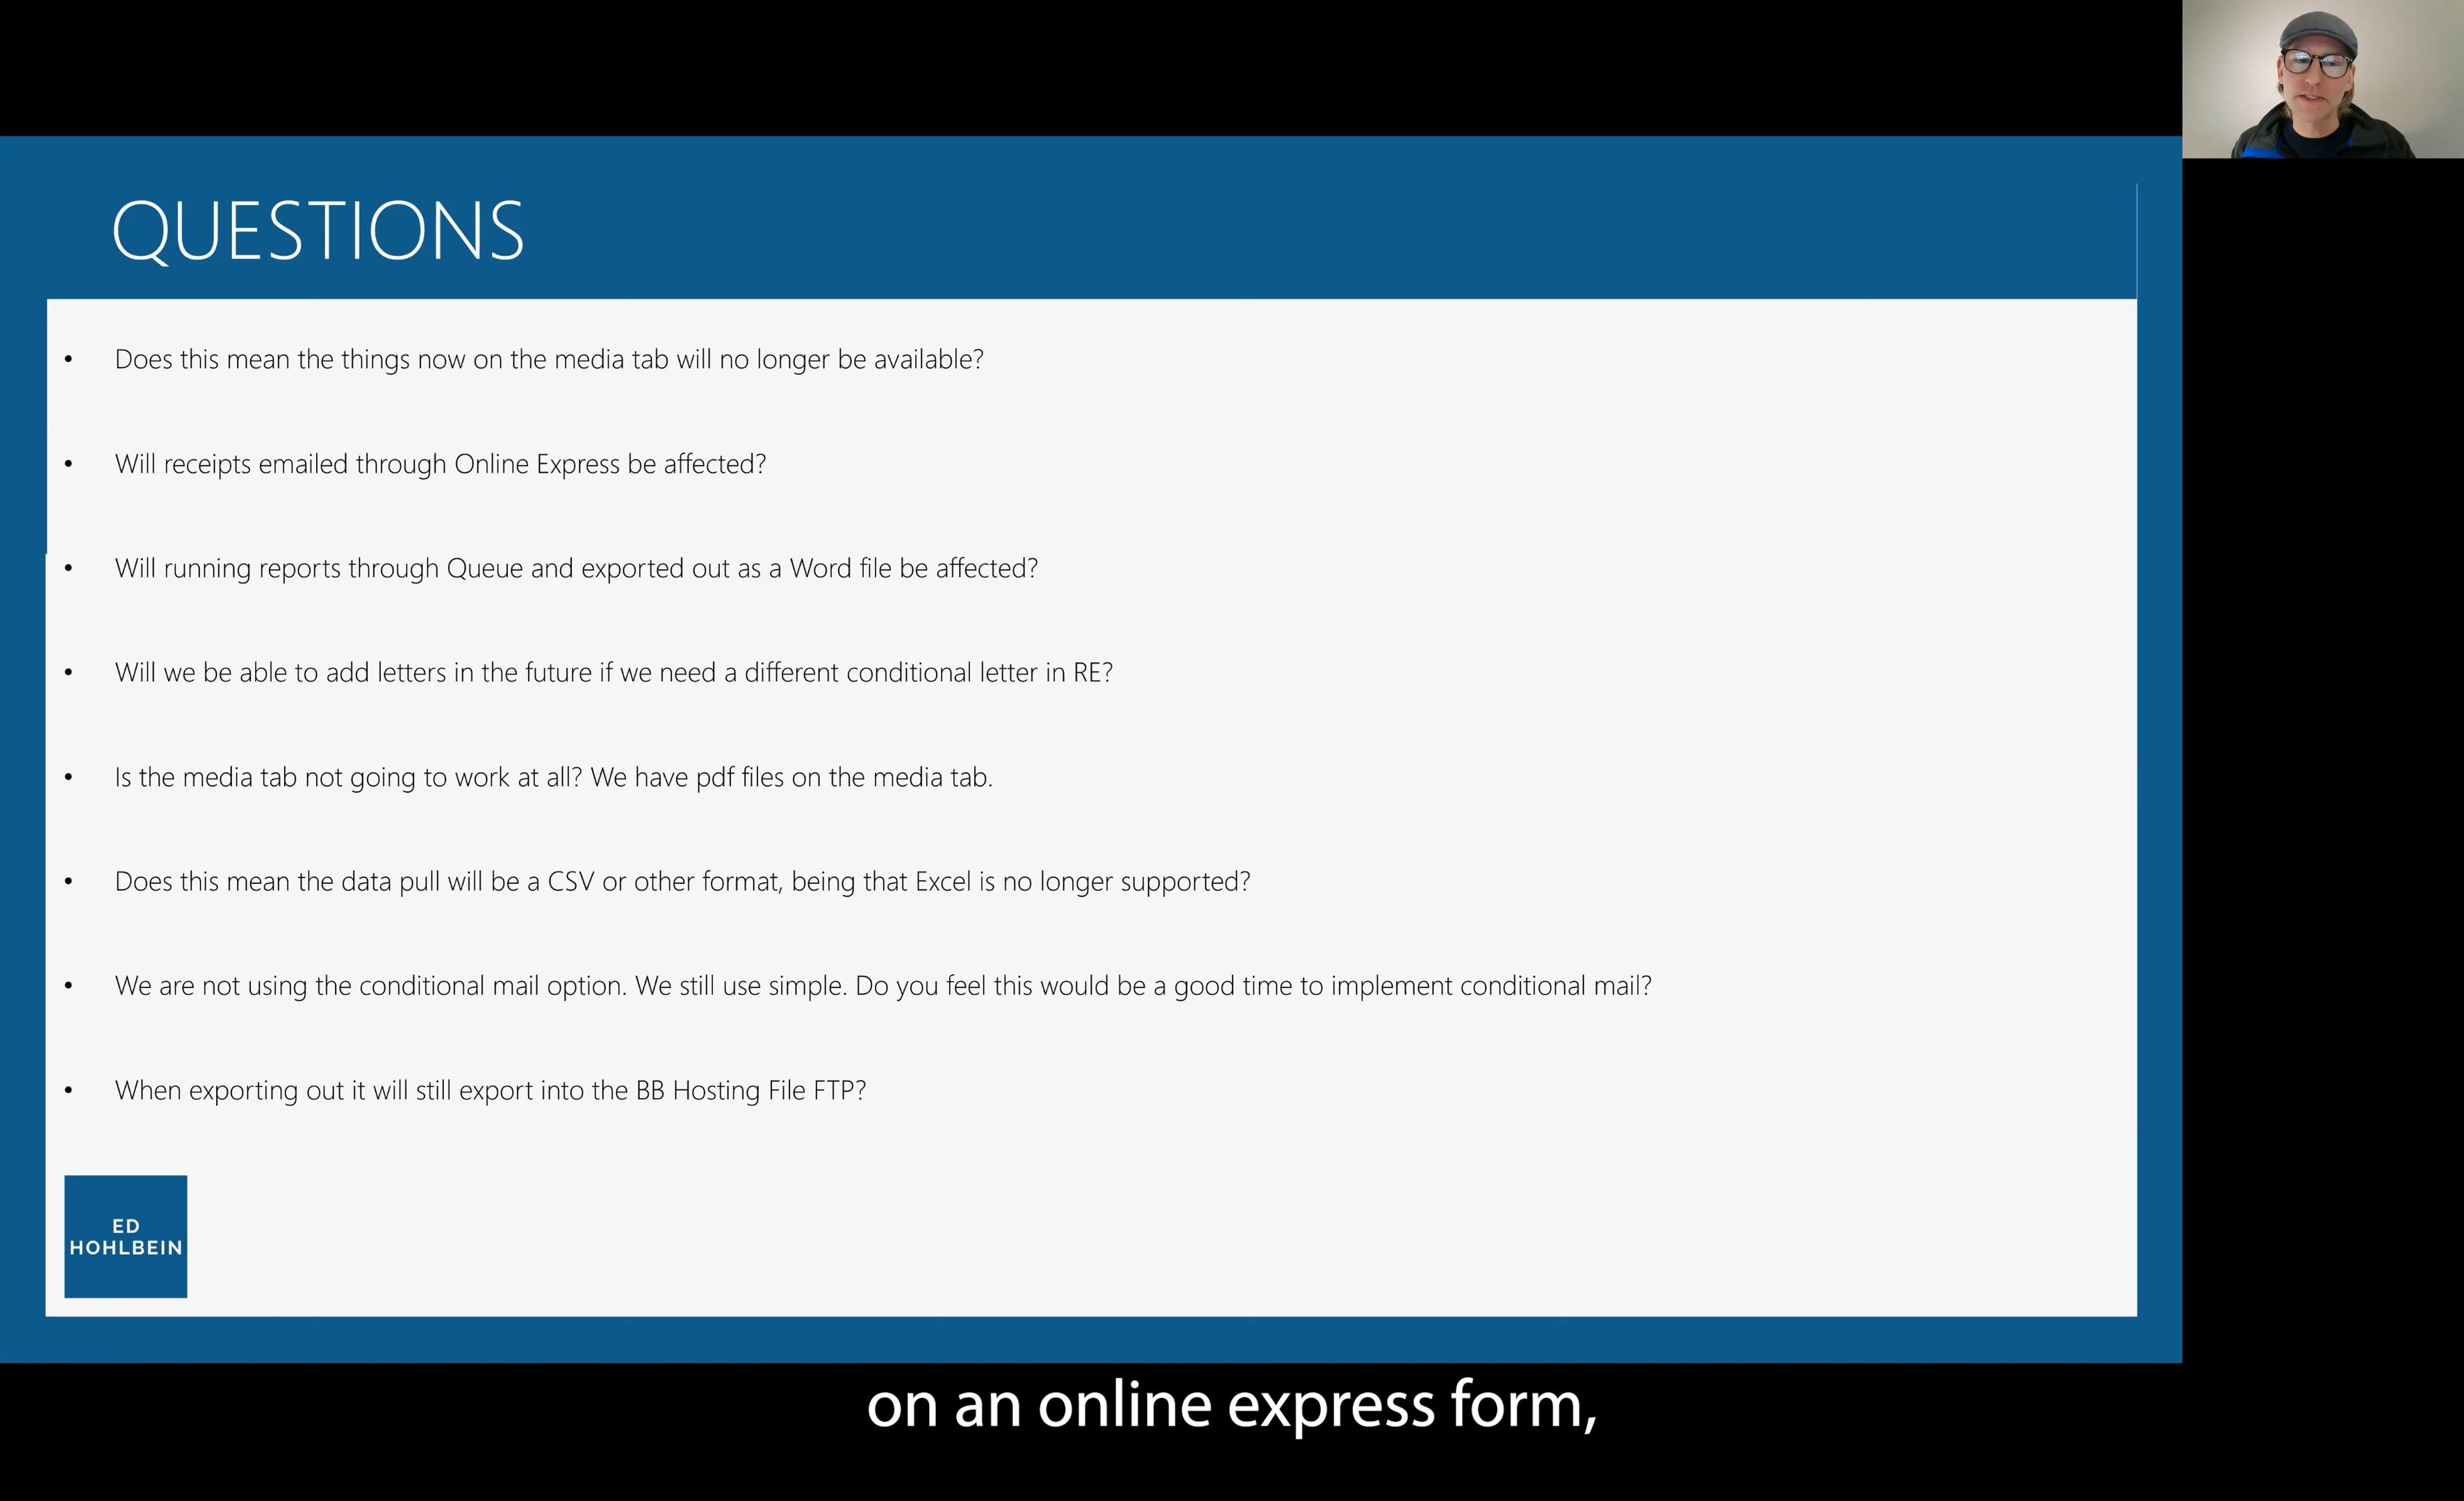 QUESTIONS
• Does this mean the things now on the media tab will no longer be available?
• Will receipts emailed through Online Express be affected?
• Will running reports through Queue and exported out as a Word file be affected?
• Will we be able to add letters in the future if we need a different conditional letter in RE?
• Is the media tab not going to work at all? We have pdf files on the media tab.
• Does this mean the data pull will be a CSV or other format, being that Excel is no longer supported?
• We are not using the conditional mail option. We still use simple. Do you feel this would be a good time to implement conditional mail?
• When exporting out it will still export into the BB Hosting File FTP?
ED
HOHLBEIN
on an online express form,